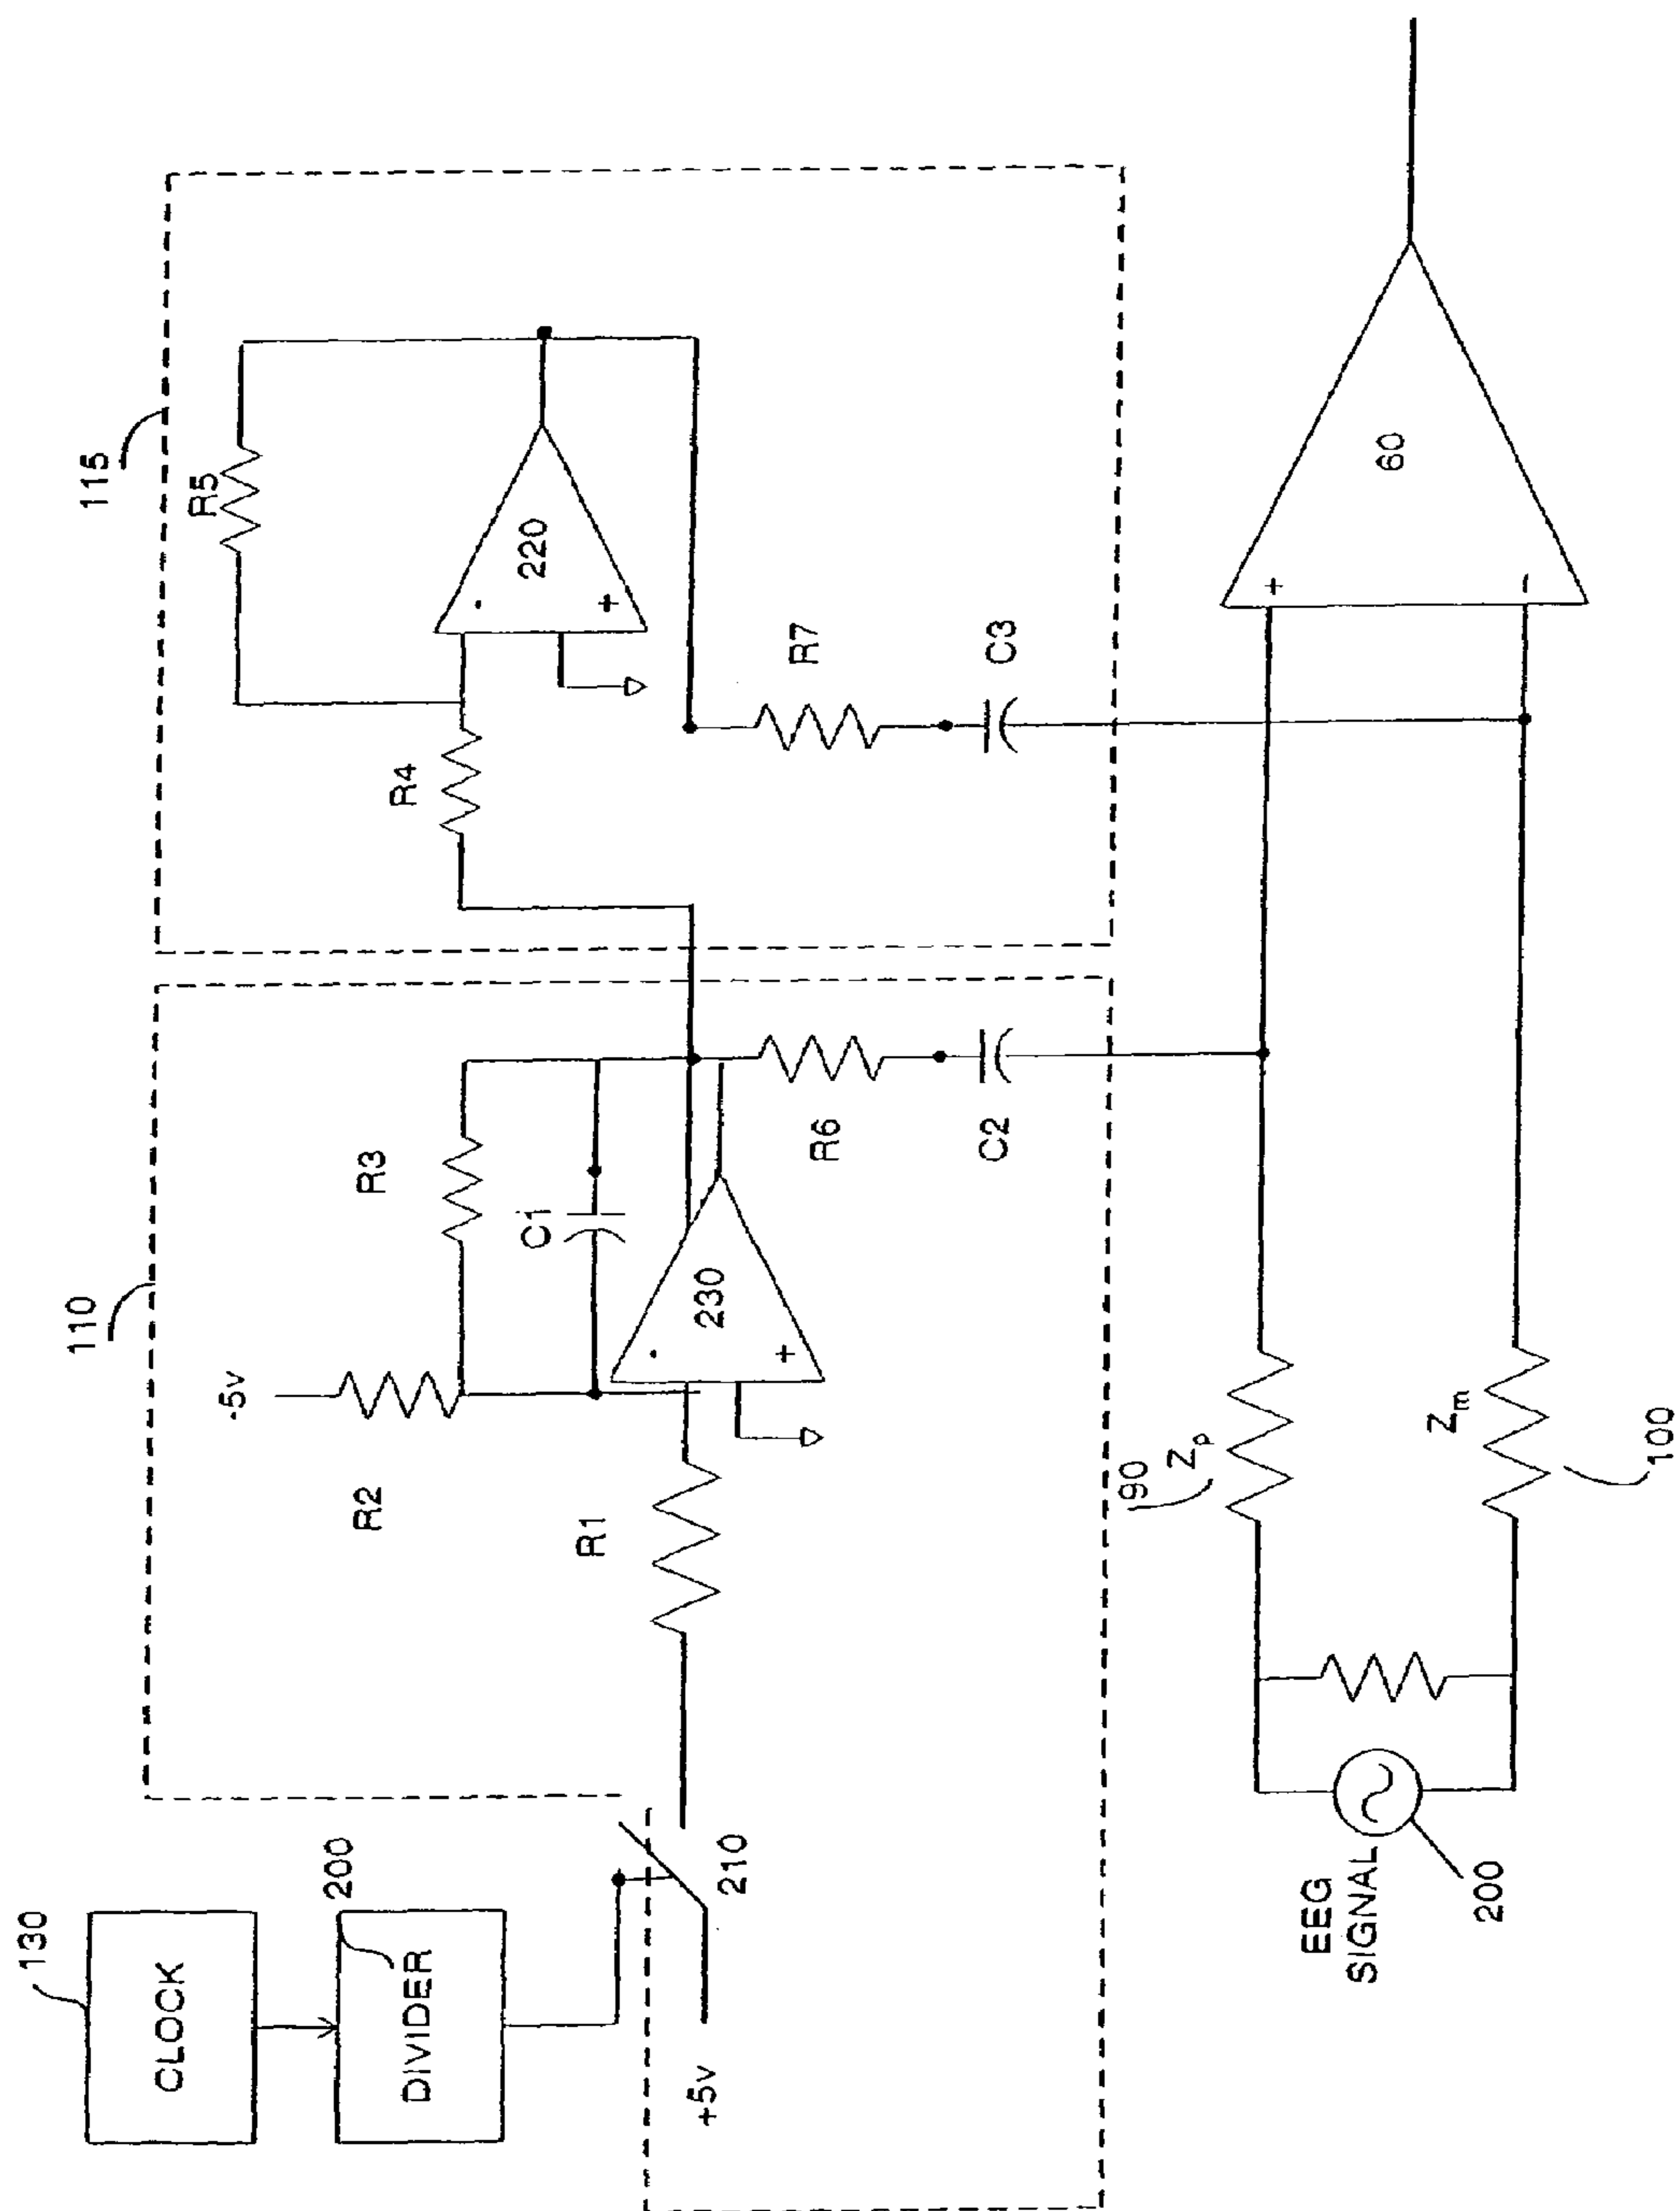 130
CLOCK
200
DIVIDER
+5v
210
110
-5v
R2
R3
C1
R1
230
-
+
R6
C2
115
R5
R4
220
-
+
R7
C3
EEG
SIGNAL
200
90
Zp
Zm
100
60
+
-